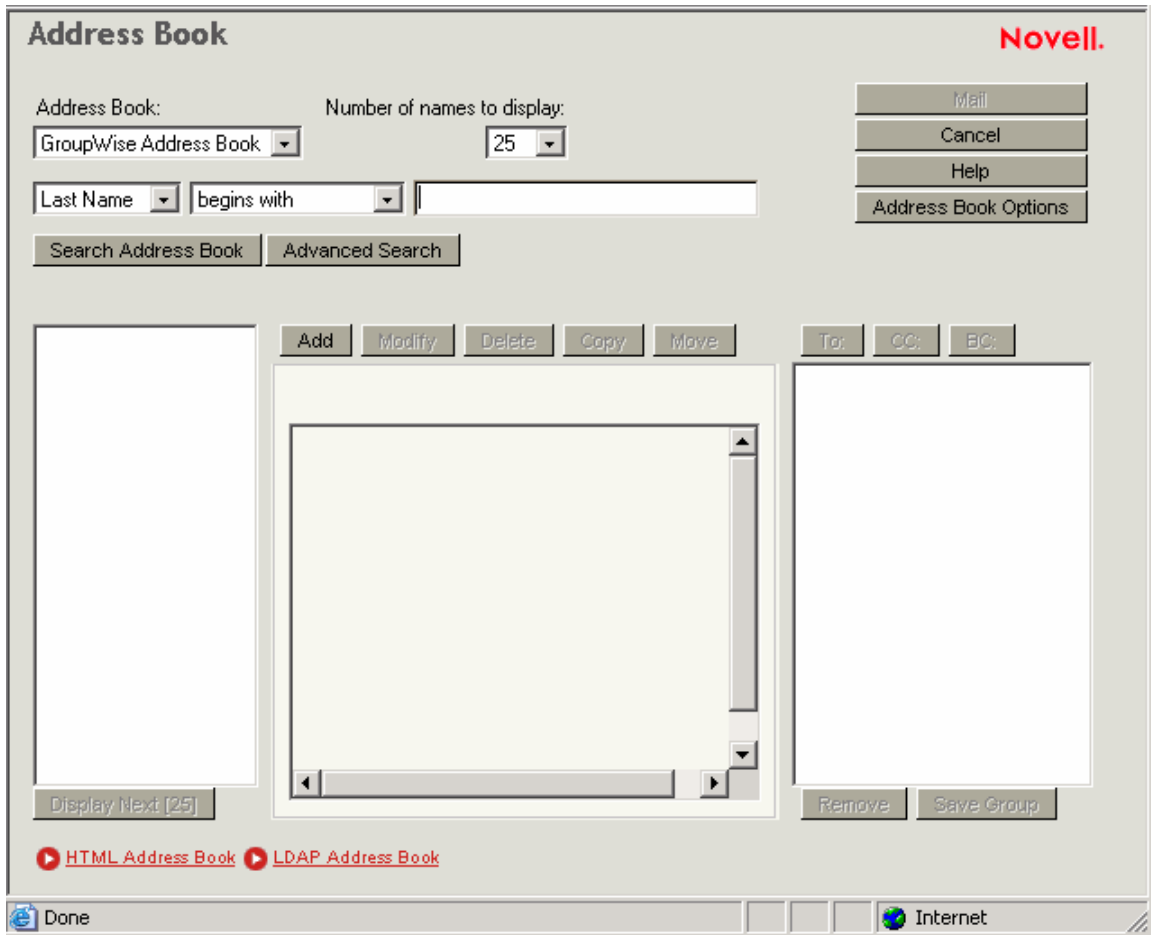 Address Book
Novell.
Address Book:
Number of names to display:
GroupWise Address Book
25
Last Name
begins with
Mail
Cancel
Help
Address Book Options
Search Address Book
Advanced Search
Add
Modify
Delete
Copy
Move
To:
CC:
BC:
Display Next [25]
Remove
Save Group
HTML Address Book
LDAP Address Book
Done
Internet